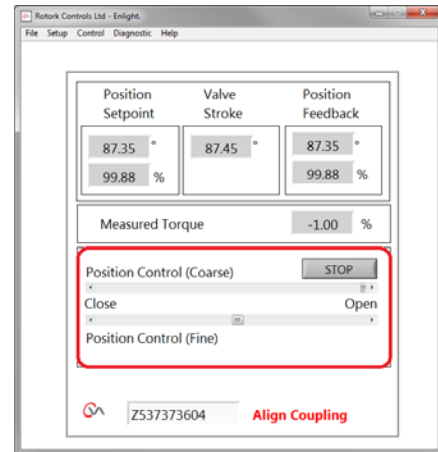 Rotork Controls Ltd - Enlight.
File Setup Control Diagnostic Help
Position Setpoint Valve Stroke Position Feedback
87.35 ° 87.45 ° 87.35 °
99.88 % 99.88 %
Measured Torque -1.00 %
Position Control (Coarse) STOP
Close Open
Position Control (Fine)
Z537373604 Align Coupling